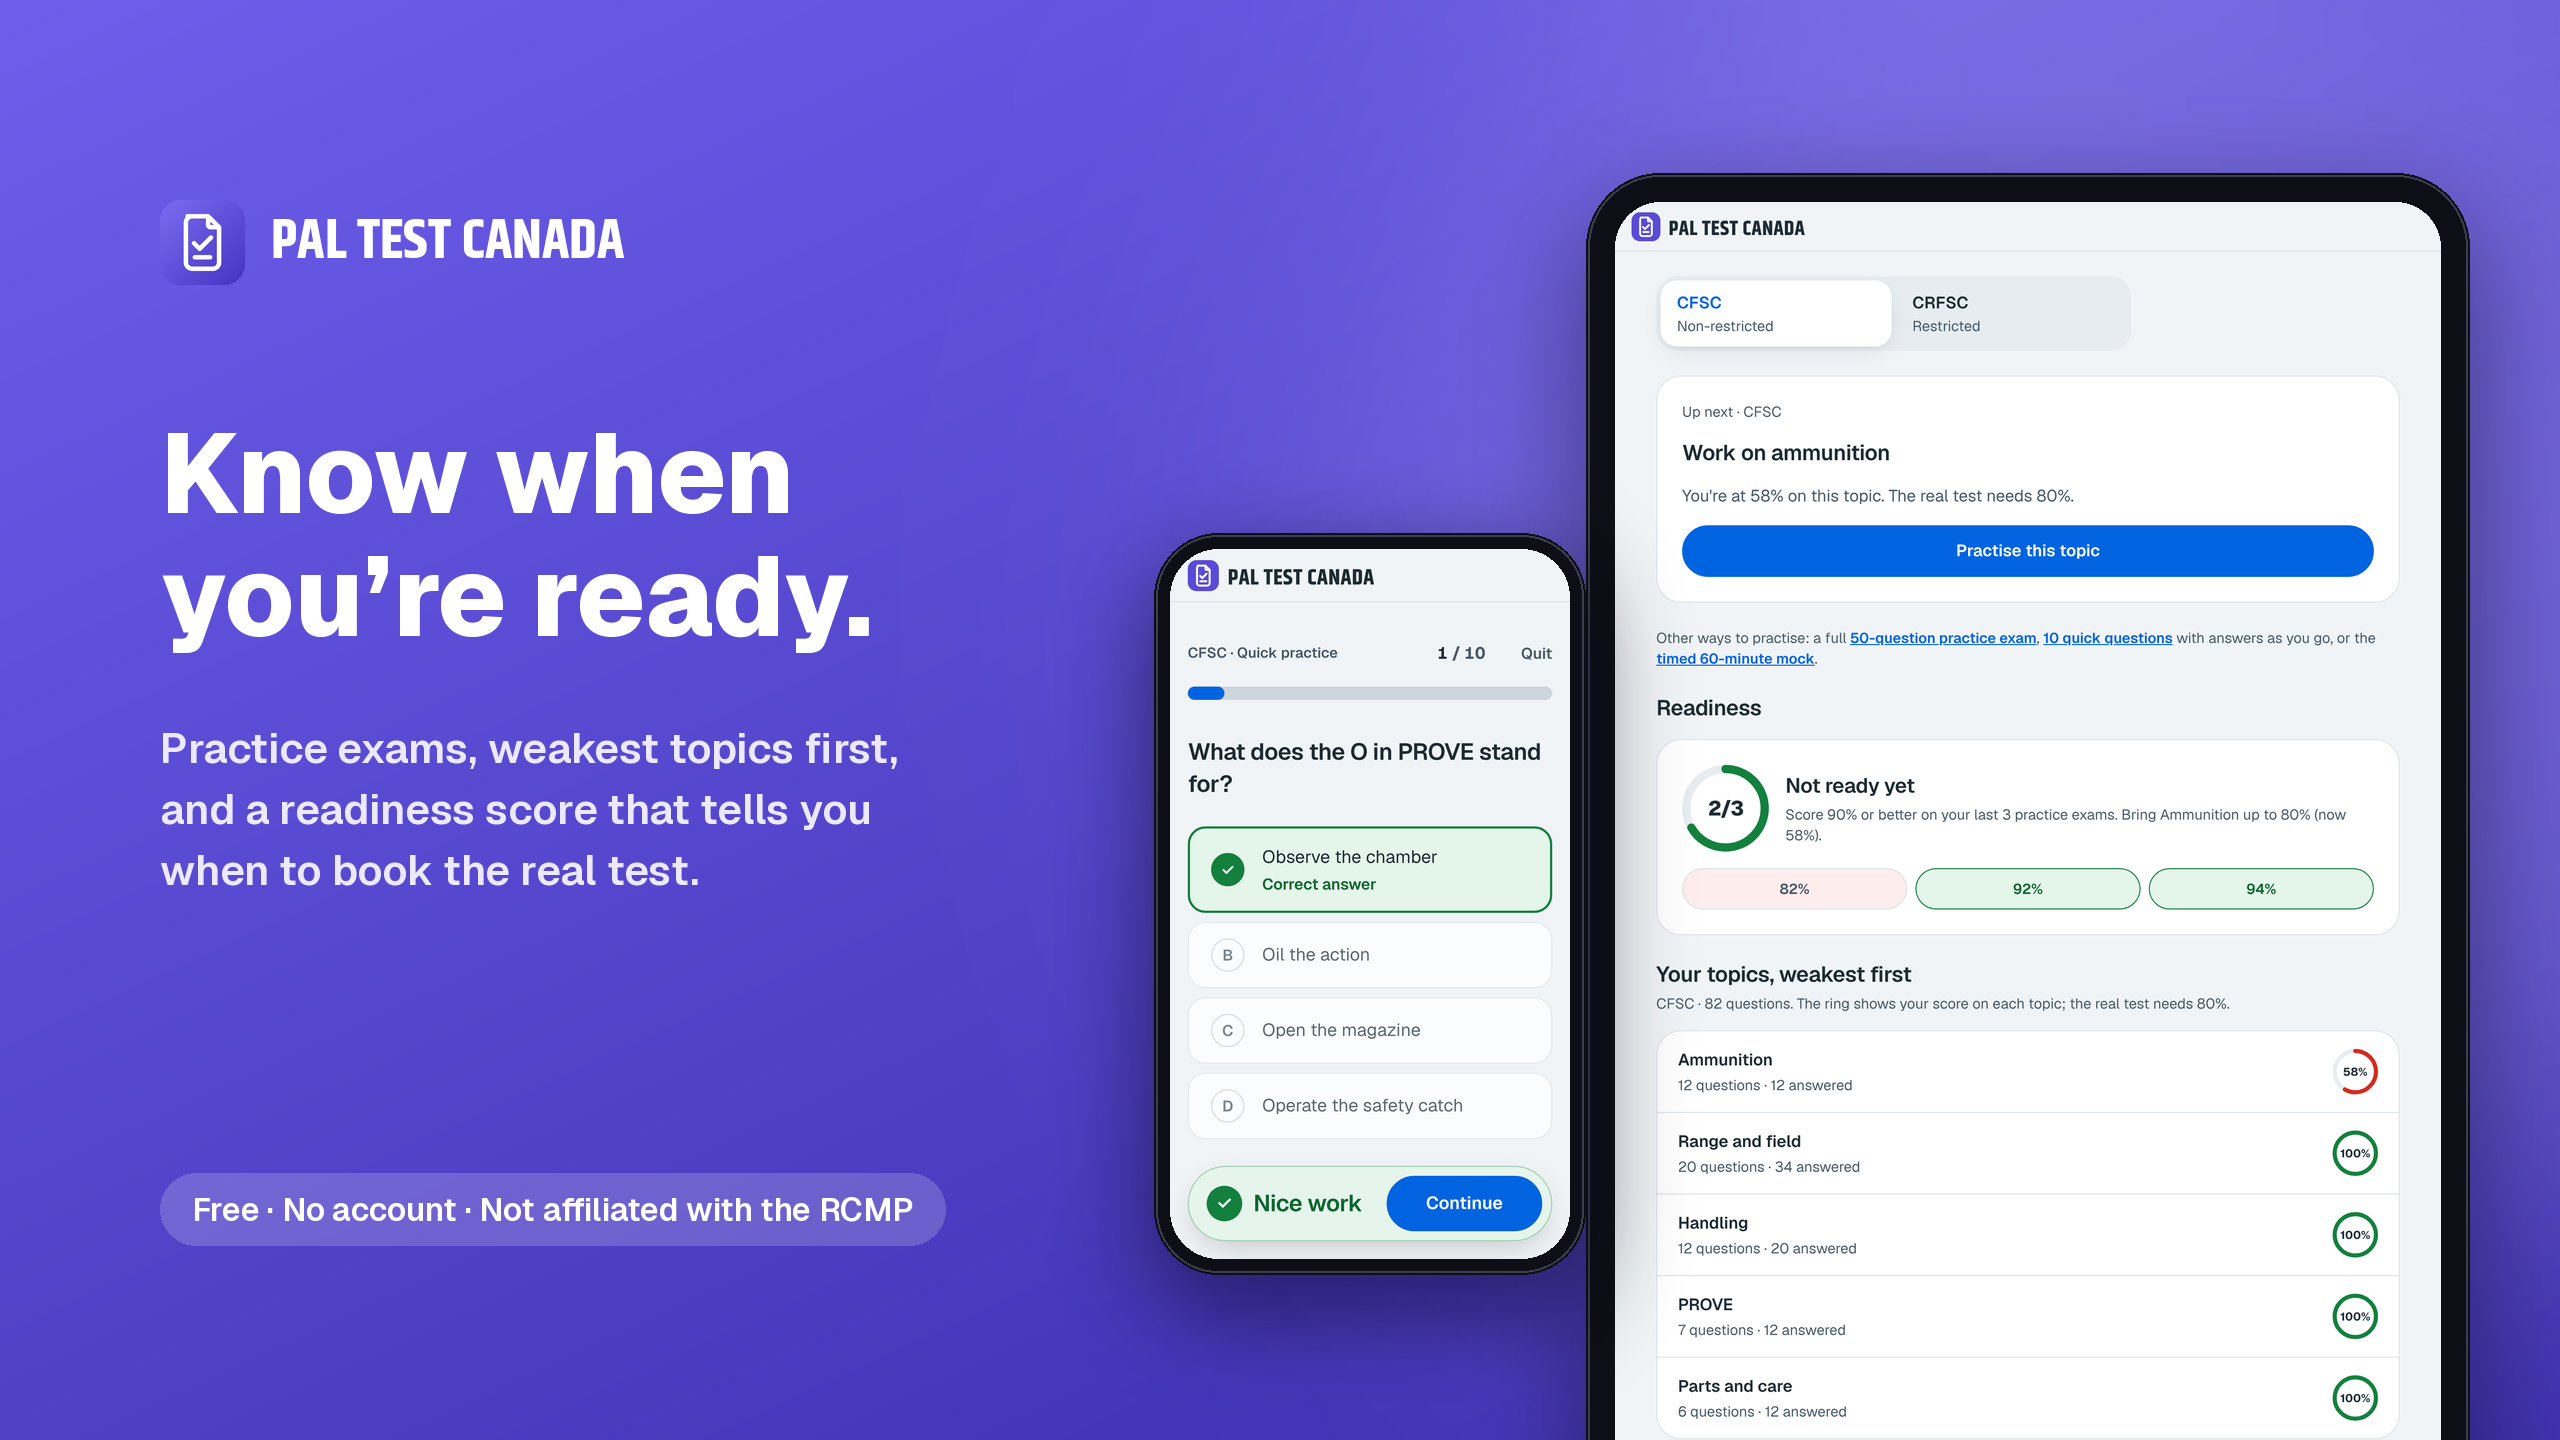 PAL TEST CANADA
Know when
you’re ready.
Practice exams, weakest topics first,
and a readiness score that tells you
when to book the real test.
Free · No account · Not affiliated with the RCMP
PAL TEST CANADA
CFSC · Quick practice
1 / 10
Quit
What does the O in PROVE stand
for?
Observe the chamber
Correct answer
B
Oil the action
C
Open the magazine
D
Operate the safety catch
Nice work
Continue
PAL TEST CANADA
CFSC
Non-restricted
CRFSC
Restricted
Up next · CFSC
Work on ammunition
You're at 58% on this topic. The real test needs 80%.
Practise this topic
Other ways to practise: a full 50-question practice exam, 10 quick questions with answers as you go, or the
timed 60-minute mock.
Readiness
2/3
Not ready yet
Score 90% or better on your last 3 practice exams. Bring Ammunition up to 80% (now
58%).
82%
92%
94%
Your topics, weakest first
CFSC · 82 questions. The ring shows your score on each topic; the real test needs 80%.
Ammunition
12 questions · 12 answered
58%
Range and field
20 questions · 34 answered
100%
Handling
12 questions · 20 answered
100%
PROVE
7 questions · 12 answered
100%
Parts and care
6 questions · 12 answered
100%